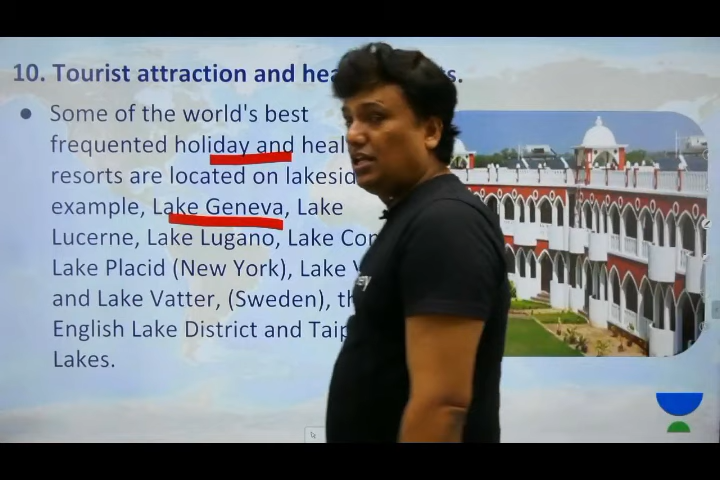 10. Tourist attraction and hea s.
Some of the world's best
frequented holiday and heal
resorts are located on lakesid
example, Lake Geneva, Lake
Lucerne, Lake Lugano, Lake Co
Lake Placid (New York), Lake V
and Lake Vatter, (Sweden), th
English Lake District and Taip
Lakes.